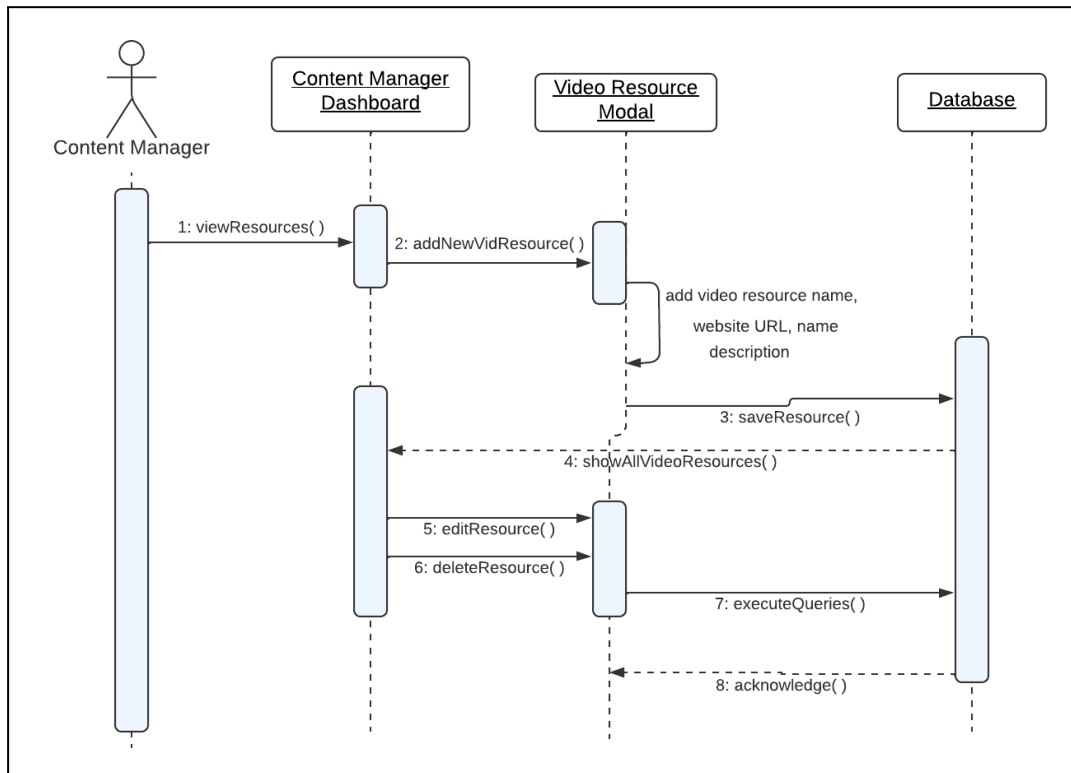 Content Manager
Content Manager
Dashboard
Video Resource
Modal
Database
1: viewResources( )
2: addNewVidResource( )
add video resource name,
website URL, name
description
3: saveResource( )
4: showAllVideoResources( )
5: editResource( )
6: deleteResource( )
7: executeQueries( )
8: acknowledge( )